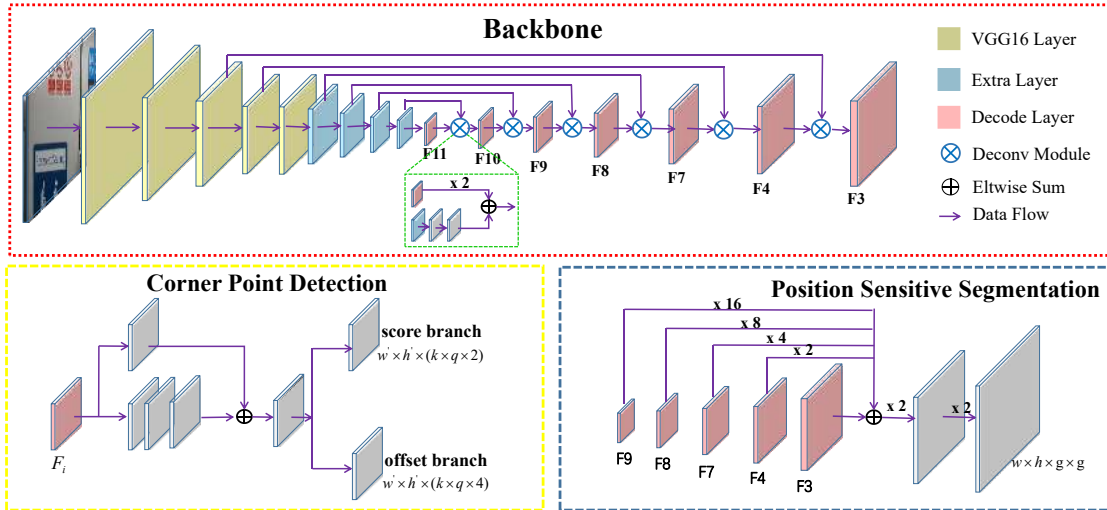 Backbone
VGG16 Layer
Extra Layer
Decode Layer
Deconv Module
Eltwise Sum
Data Flow
F11
F10
F9
F8
F7
F4
F3
x 2
Corner Point Detection
score branch
w' × h' × (k × q × 2)
F_i
offset branch
w' × h' × (k × q × 4)
Position Sensitive Segmentation
x 16
x 8
x 4
x 2
x 2
x 2
F9
F8
F7
F4
F3
w × h × g × g